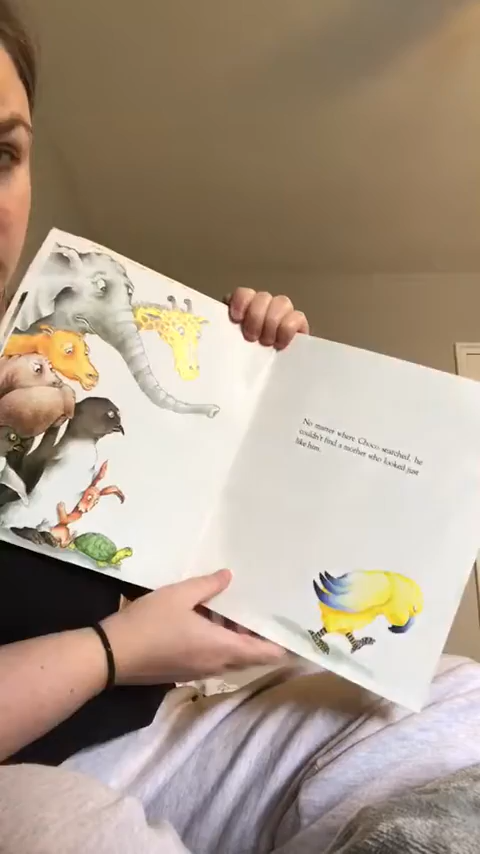 No matter where Choco searched, he
couldn't find a mother who looked just
like him.